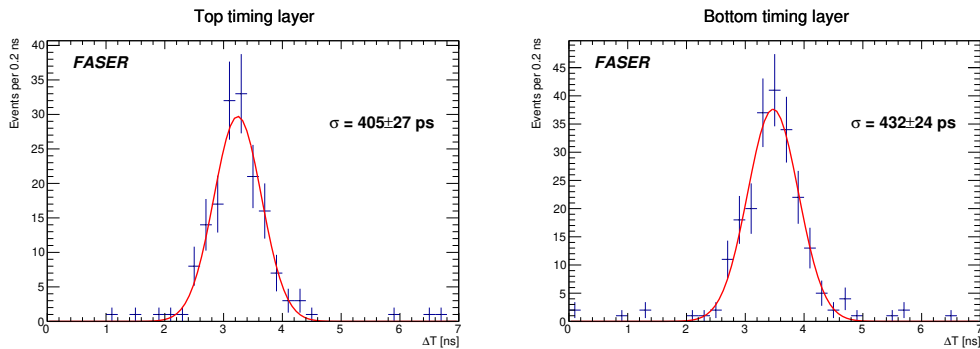 Top timing layer
Events per 0.2 ns
40
35
30
25
20
15
10
5
0
FASER
σ = 405±27 ps
0 1 2 3 4 5 6 7
ΔT [ns]
Bottom timing layer
Events per 0.2 ns
45
40
35
30
25
20
15
10
5
0
FASER
σ = 432±24 ps
0 1 2 3 4 5 6 7
ΔT [ns]